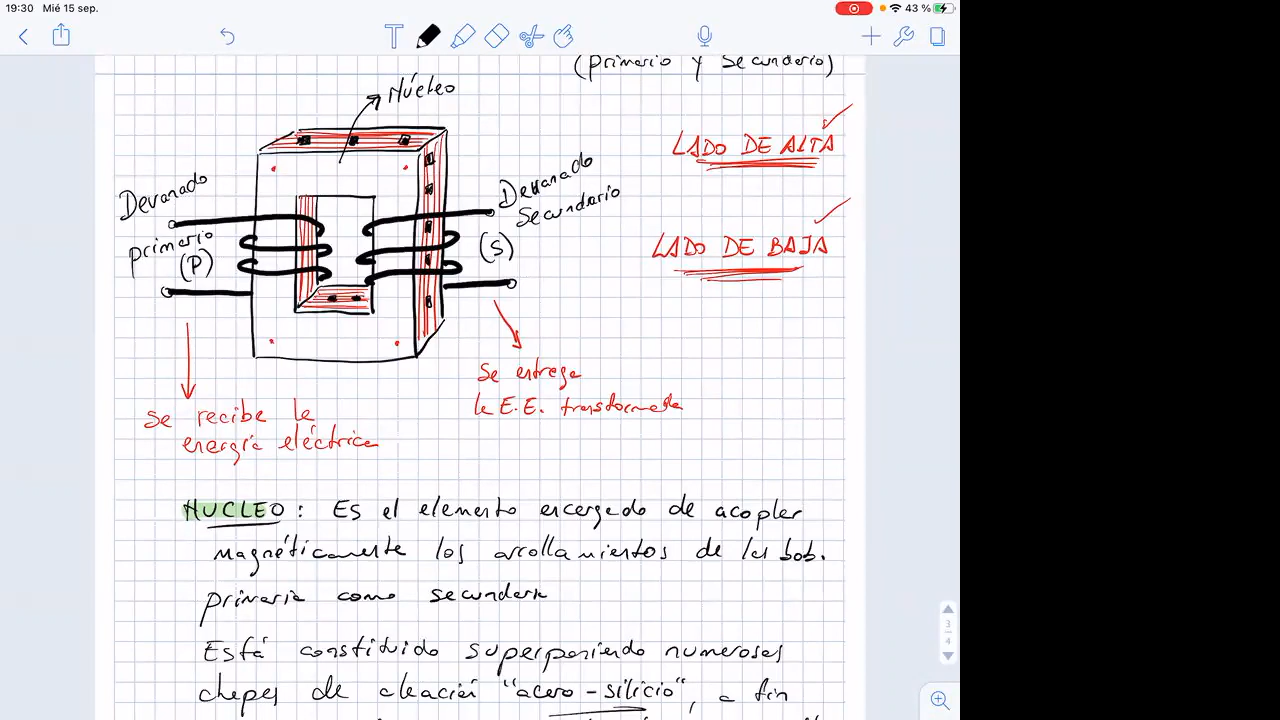 19:30 Mié 15 sep.
43 %
(primario y secundario)
Núcleo
LADO DE ALTA
Devanado
primario
(P)
Devanado
Secundario
(S)
LADO DE BAJA
se recibe la
energía eléctrica
se entrega
la E.E. transformada
NUCLEO : Es el elemento encargado de acoplar
magnéticamente los arrollamientos de las bob.
primaria como secundaria
Está constituido superponiendo numerosas
chapas de aleación "acero-silicio", a fin
3
4